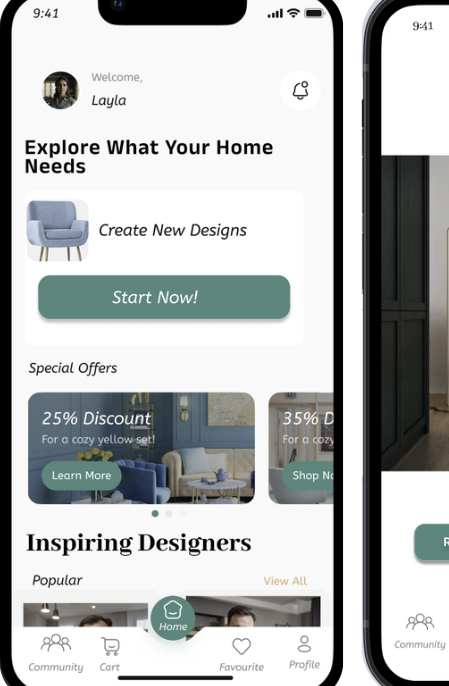 9:41
Welcome,
Layla
Explore What Your Home
Needs
Create New Designs
Start Now!
Special Offers
25% Discount
For a cozy yellow set!
Learn More
35% D
For a cozy
Shop No
Inspiring Designers
Popular
View All
Home
Community
Cart
Favourite
Profile
9:41
R
Community